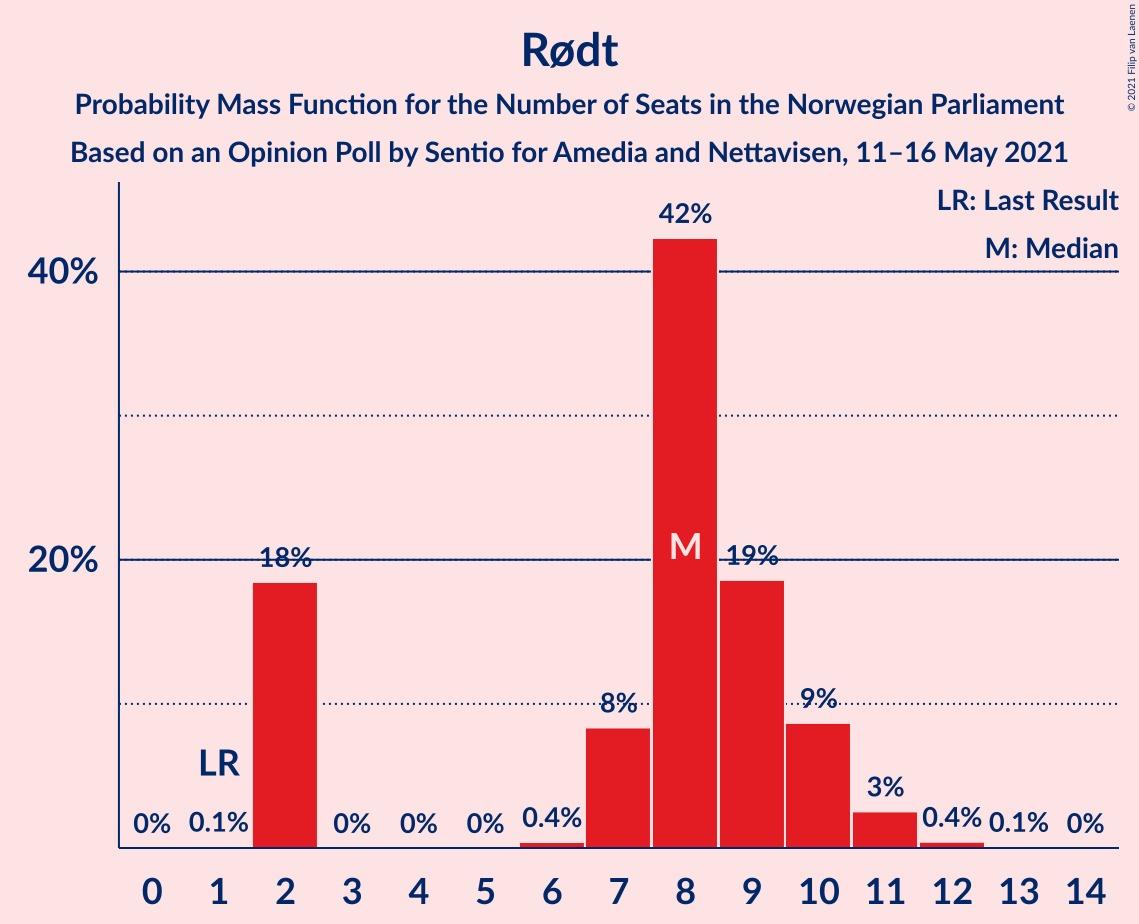 Rødt
Probability Mass Function for the Number of Seats in the Norwegian Parliament
Based on an Opinion Poll by Sentio for Amedia and Nettavisen, 11–16 May 2021
© 2021 Filip van Laenen
LR: Last Result
M: Median
40%
20%
0% 0.1% 18% 0% 0% 0% 0.4% 8% 42% 19% 9% 3% 0.4% 0.1% 0%
LR
M
0 1 2 3 4 5 6 7 8 9 10 11 12 13 14